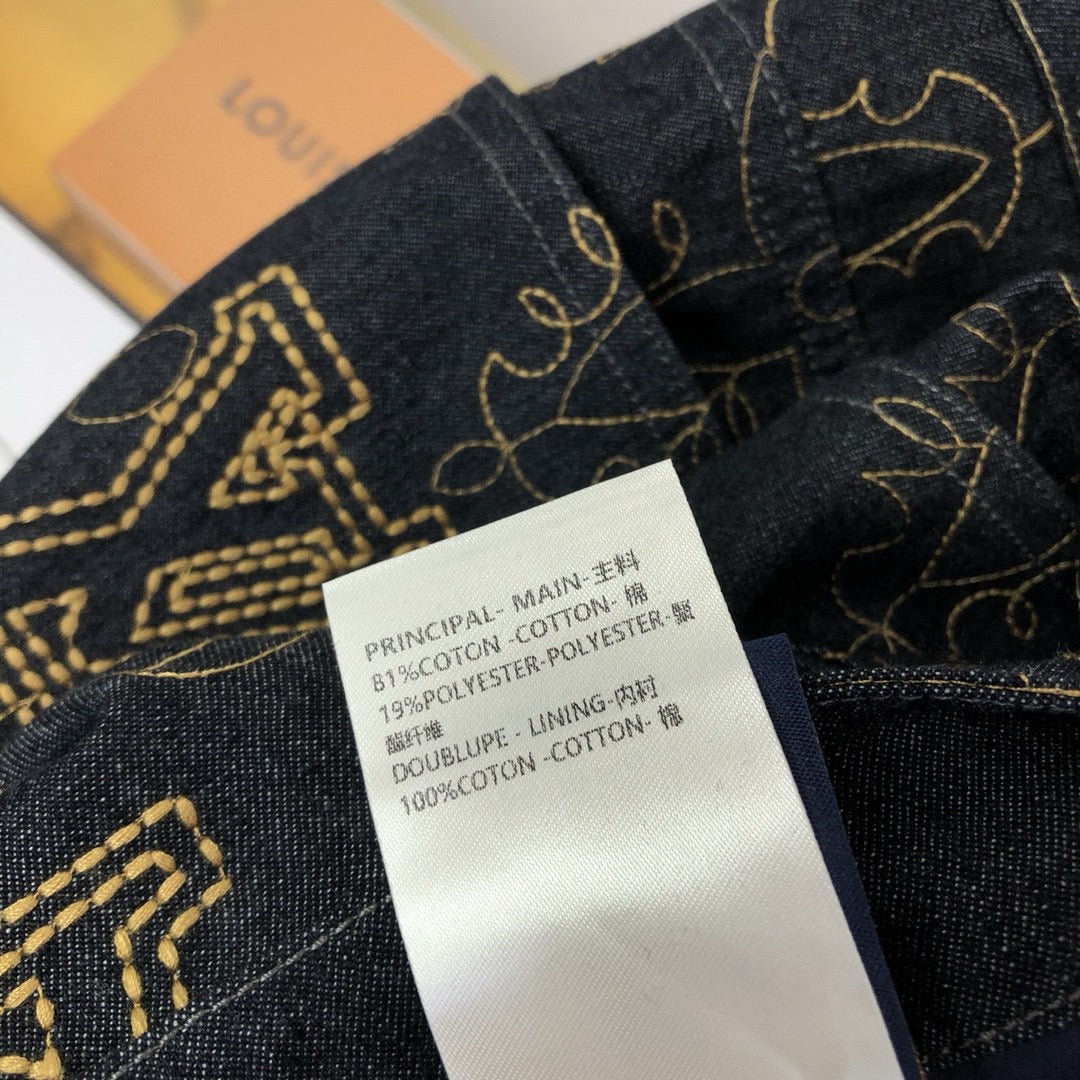 LOUI
PRINCIPAL- MAIN-主料
81%COTON -COTTON- 棉
19%POLYESTER-POLYESTER-聚
酯纤维
DOUBLUPE - LINING-内村
100%COTON -COTTON- 棉